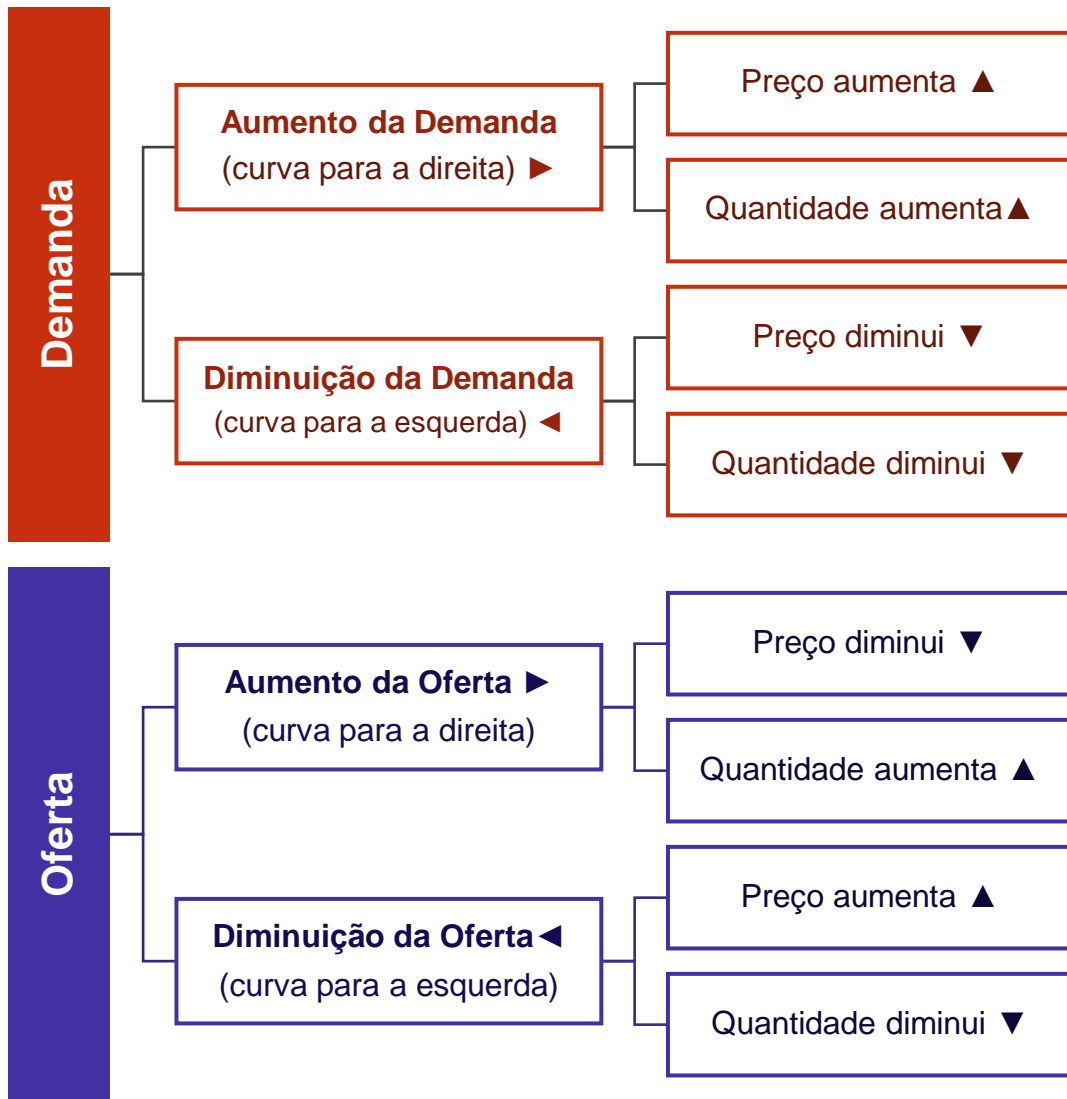 Demanda
Aumento da Demanda
(curva para a direita) ►
Preço aumenta ▲
Quantidade aumenta▲
Diminuição da Demanda
(curva para a esquerda) ◄
Preço diminui ▼
Quantidade diminui ▼
Oferta
Aumento da Oferta ►
(curva para a direita)
Preço diminui ▼
Quantidade aumenta ▲
Diminuição da Oferta◄
(curva para a esquerda)
Preço aumenta ▲
Quantidade diminui ▼